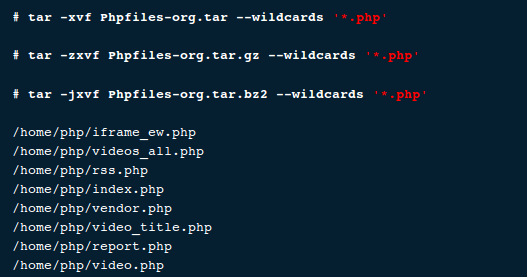 # tar -xvf Phpfiles-org.tar --wildcards '*.php'
# tar -zxvf Phpfiles-org.tar.gz --wildcards '*.php'
# tar -jxvf Phpfiles-org.tar.bz2 --wildcards '*.php'
/home/php/iframe_ew.php
/home/php/videos_all.php
/home/php/rss.php
/home/php/index.php
/home/php/vendor.php
/home/php/video_title.php
/home/php/report.php
/home/php/video.php